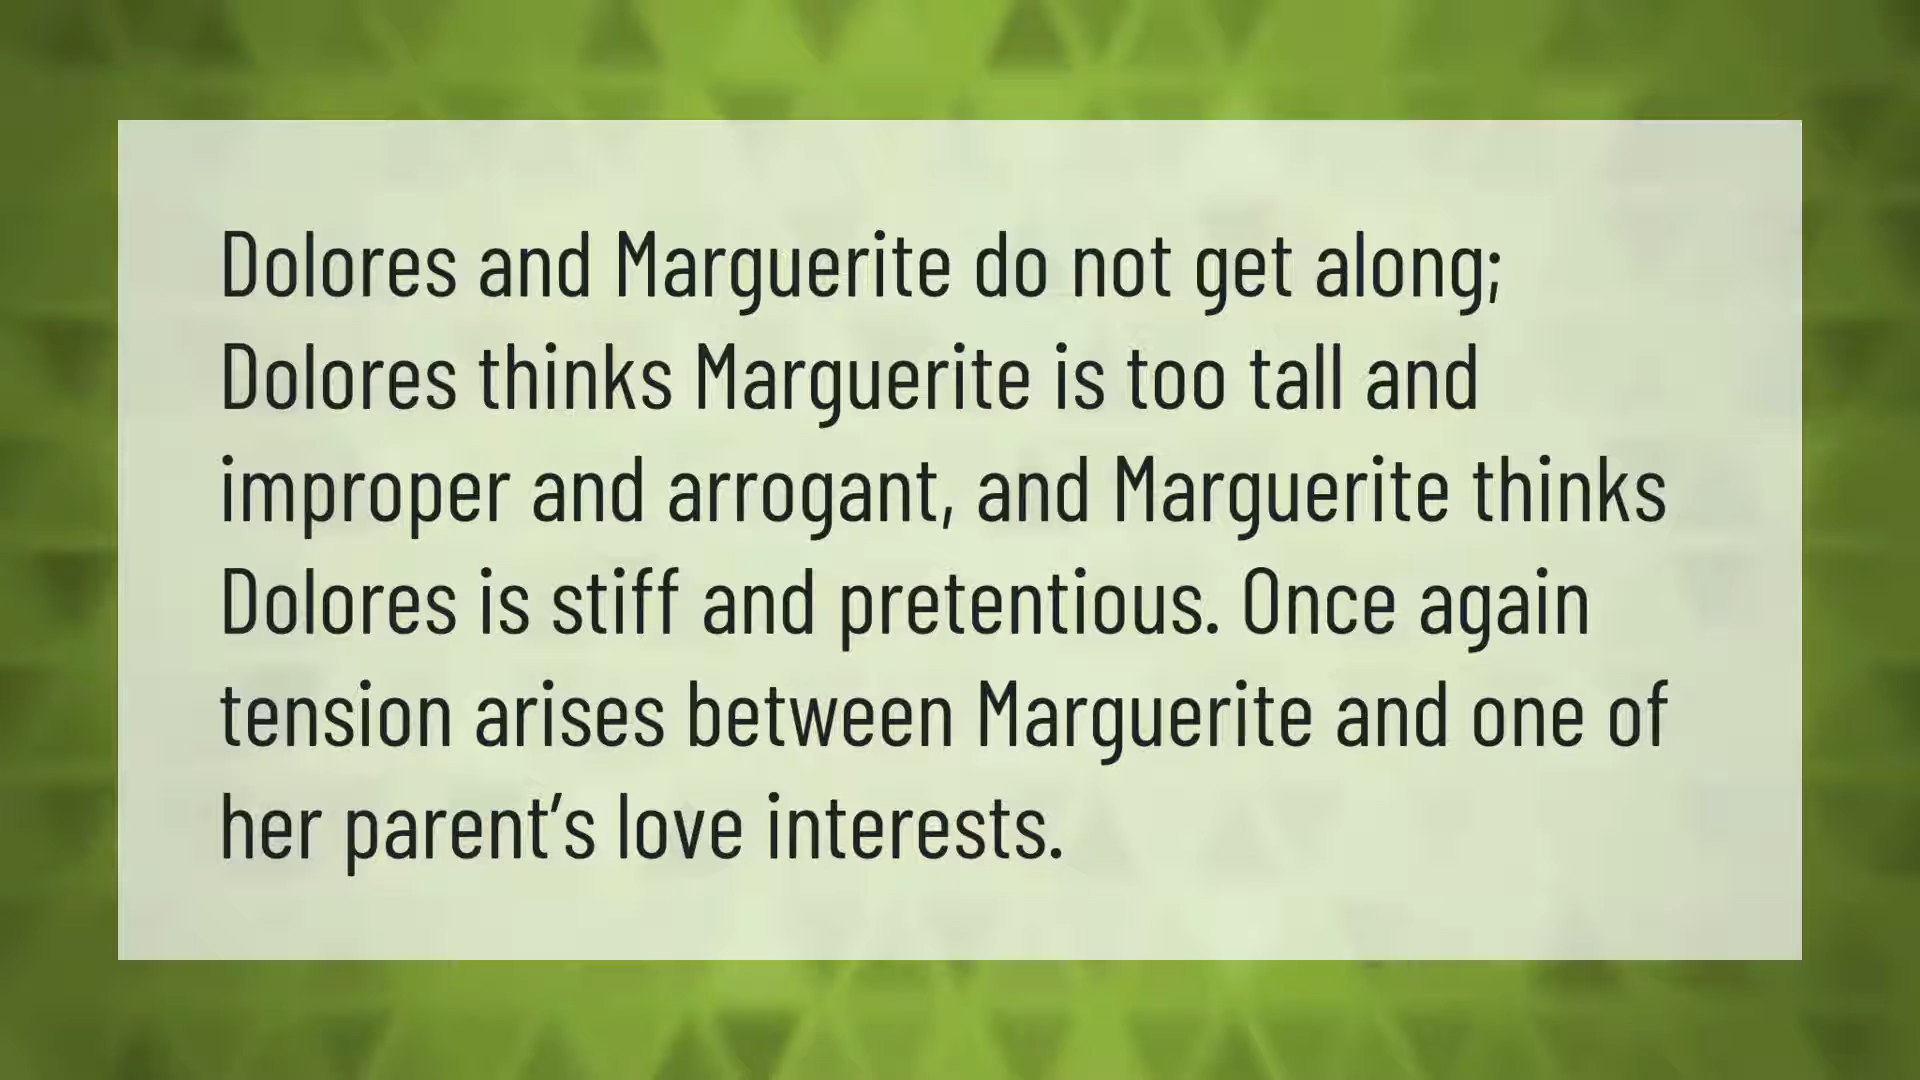 Dolores and Marguerite do not get along;
Dolores thinks Marguerite is too tall and
improper and arrogant, and Marguerite thinks
Dolores is stiff and pretentious. Once again
tension arises between Marguerite and one of
her parent’s love interests.